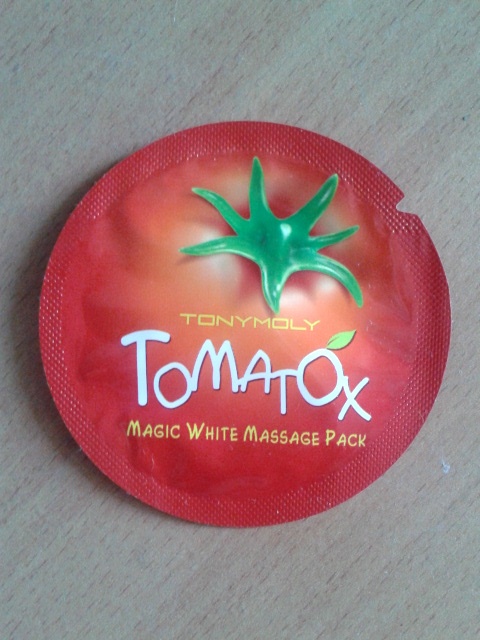 TONYMOLY
TOMATOX
MAGIC WHITE MASSAGE PACK